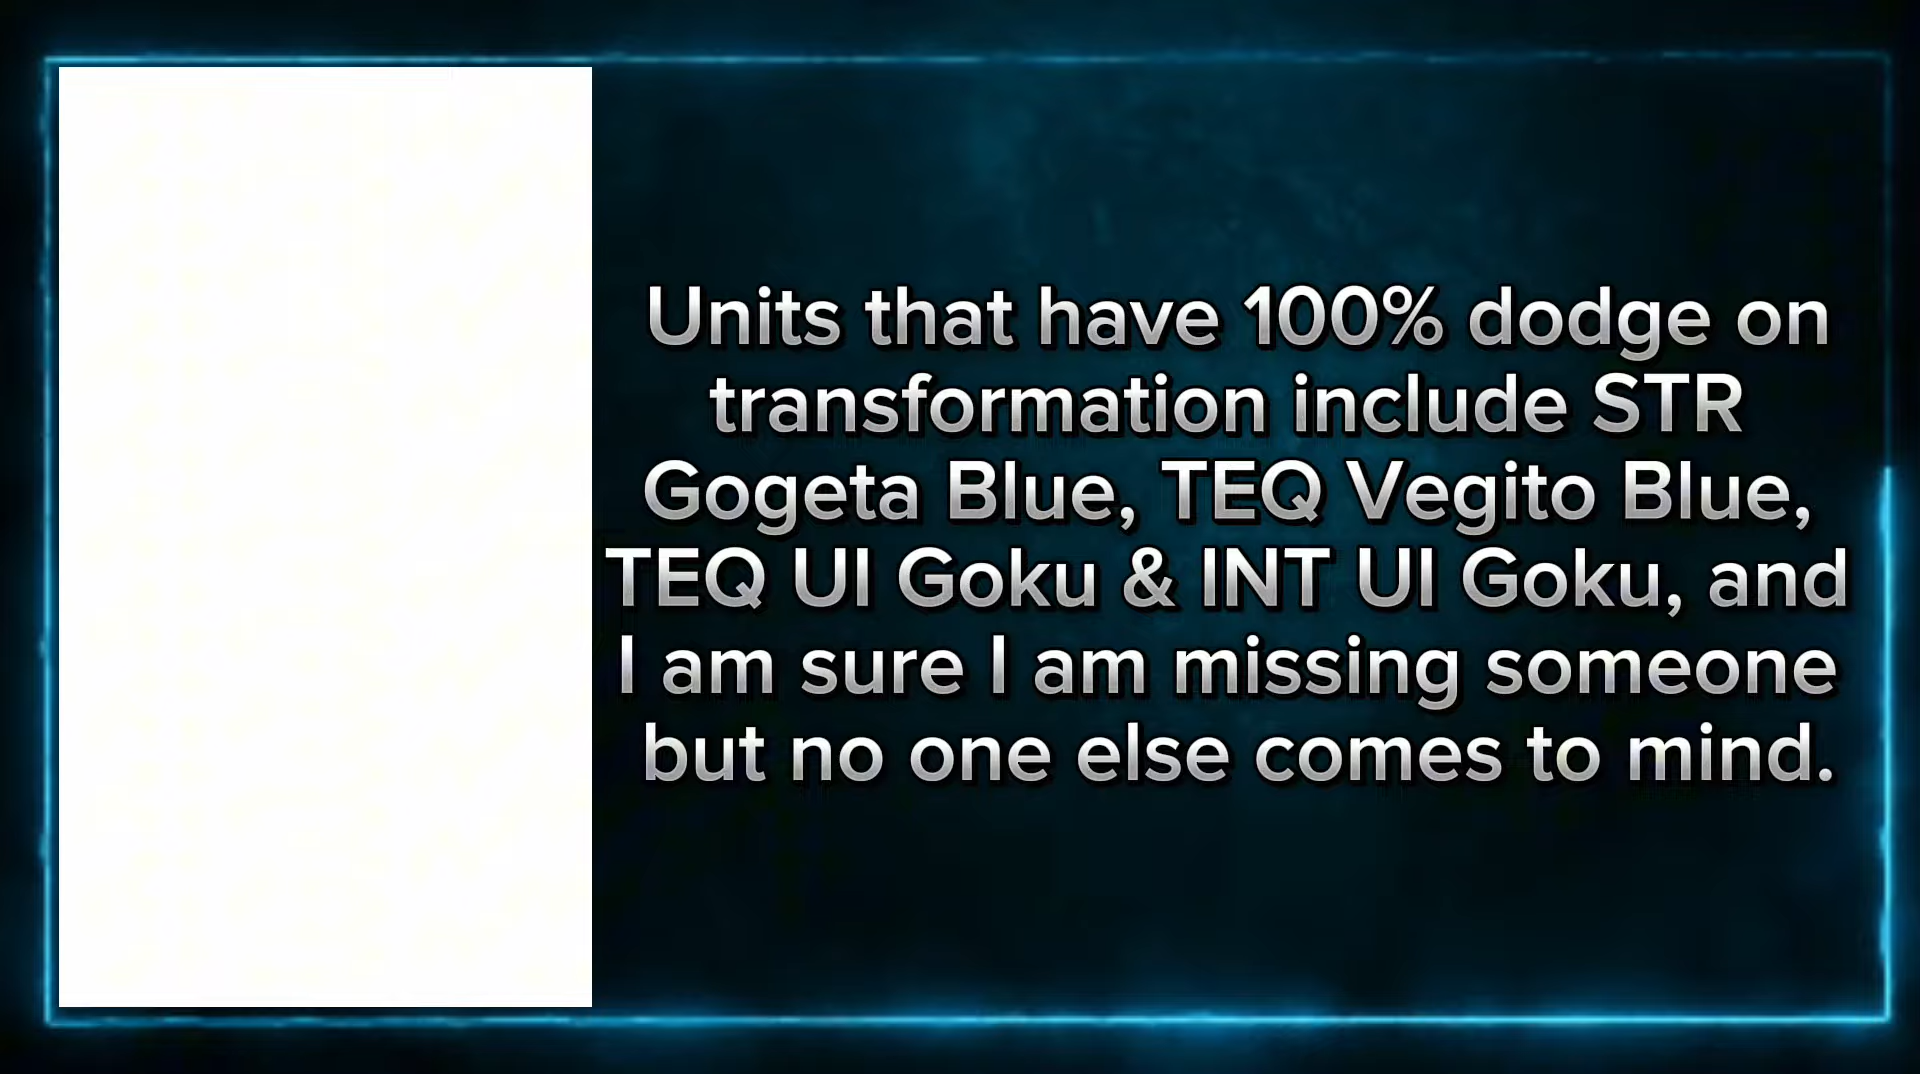 Units that have 100% dodge on
transformation include STR
Gogeta Blue, TEQ Vegito Blue,
TEQ UI Goku & INT UI Goku, and
I am sure I am missing someone
but no one else comes to mind.